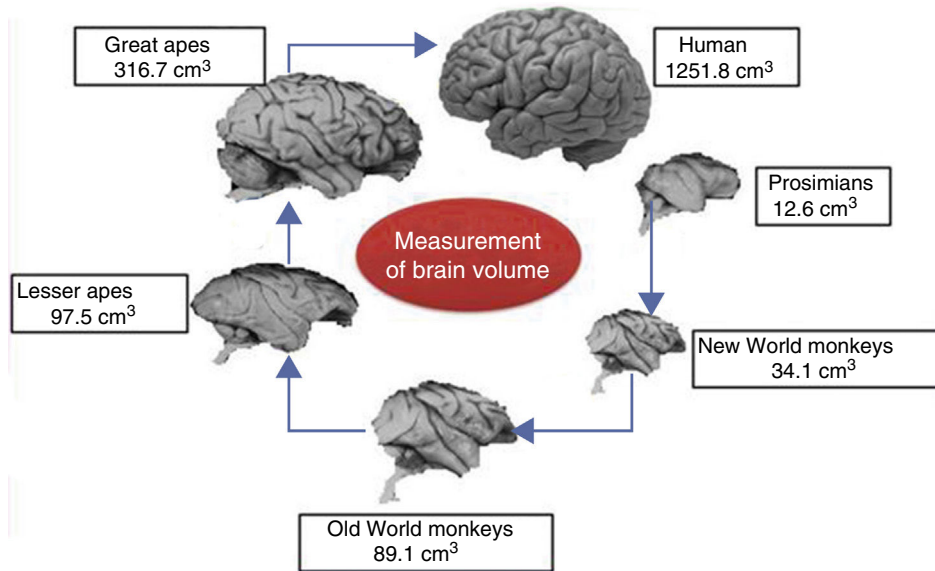 Great apes
316.7 cm³
Human
1251.8 cm³
Prosimians
12.6 cm³
Measurement
of brain volume
Lesser apes
97.5 cm³
New World monkeys
34.1 cm³
Old World monkeys
89.1 cm³